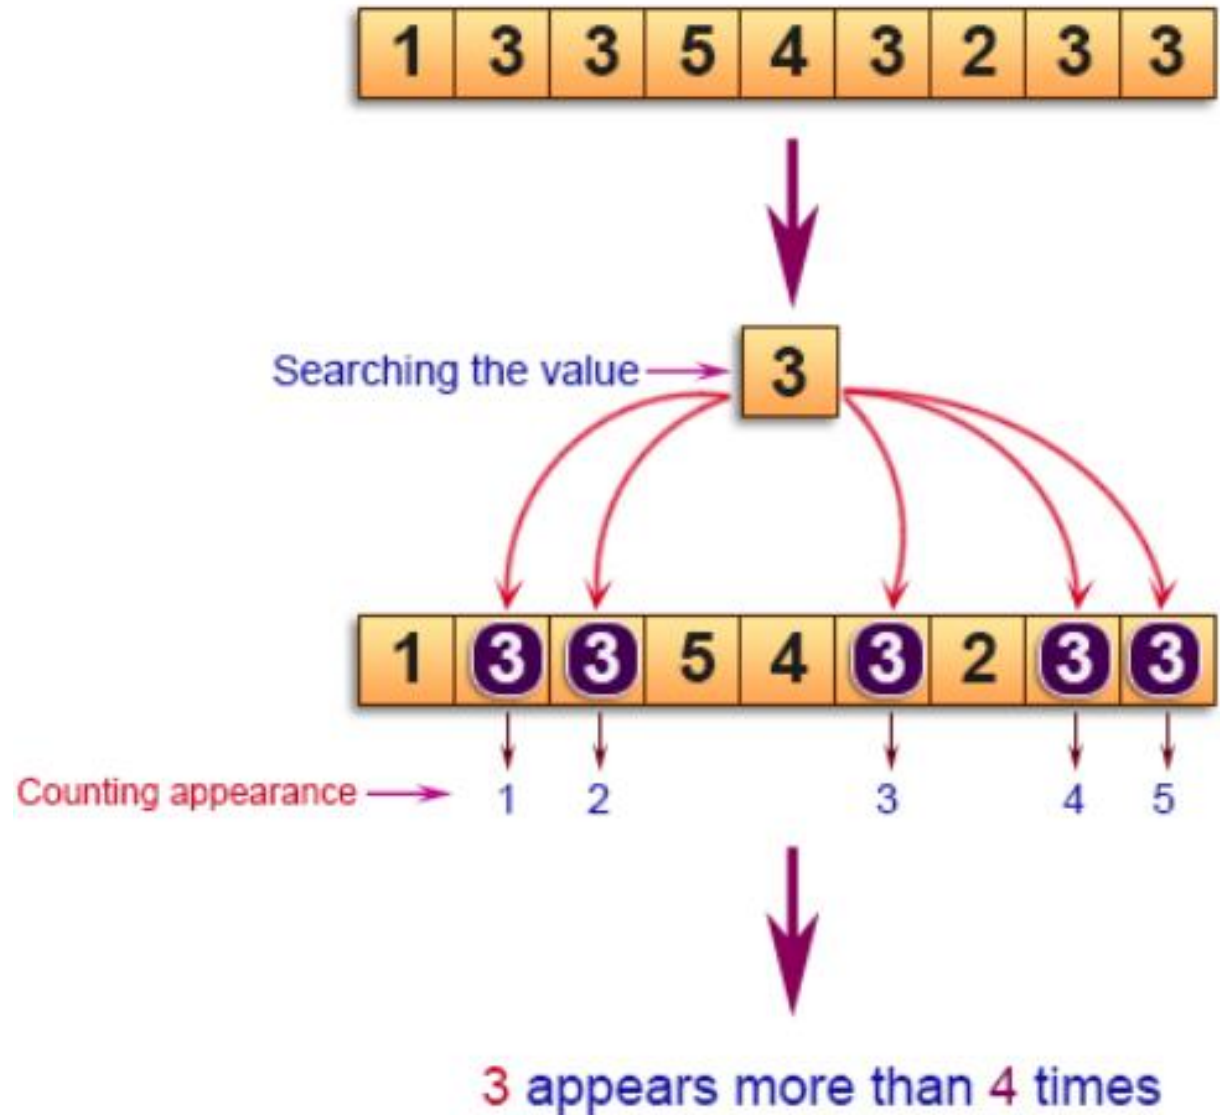 1 3 3 5 4 3 2 3 3
Searching the value 3
1 3 3 5 4 3 2 3 3
Counting appearance 1 2 3 4 5
3 appears more than 4 times